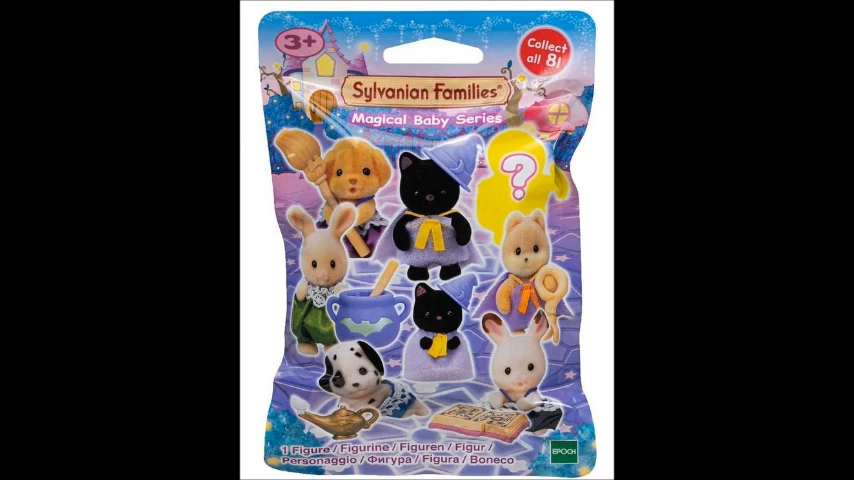 3+
Collect
all 8!
Sylvanian Families®
Magical Baby Series
?
1 Figure / Figurine / Figuren / Figur /
Personaggio / Фигура / Figura / Boneco
EPOCH